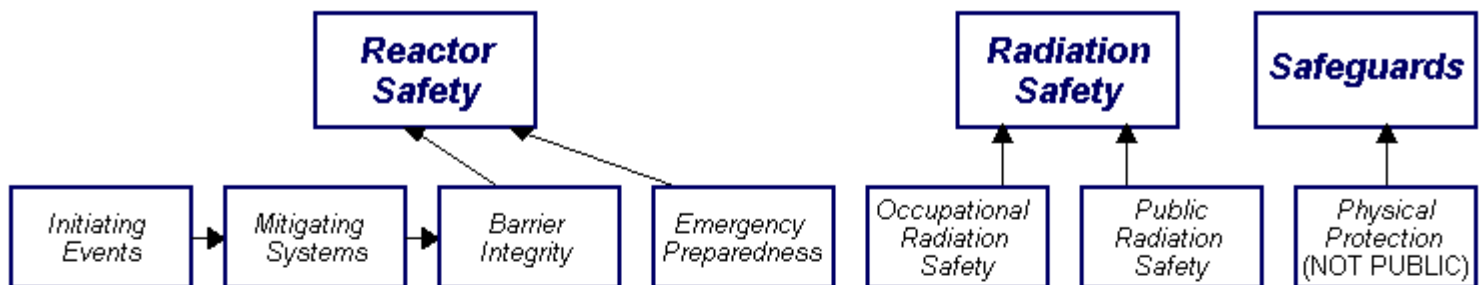 Reactor
Safety
Radiation
Safety
Safeguards
Initiating
Events
Mitigating
Systems
Barrier
Integrity
Emergency
Preparedness
Occupational
Radiation
Safety
Public
Radiation
Safety
Physical
Protection
(NOT PUBLIC)